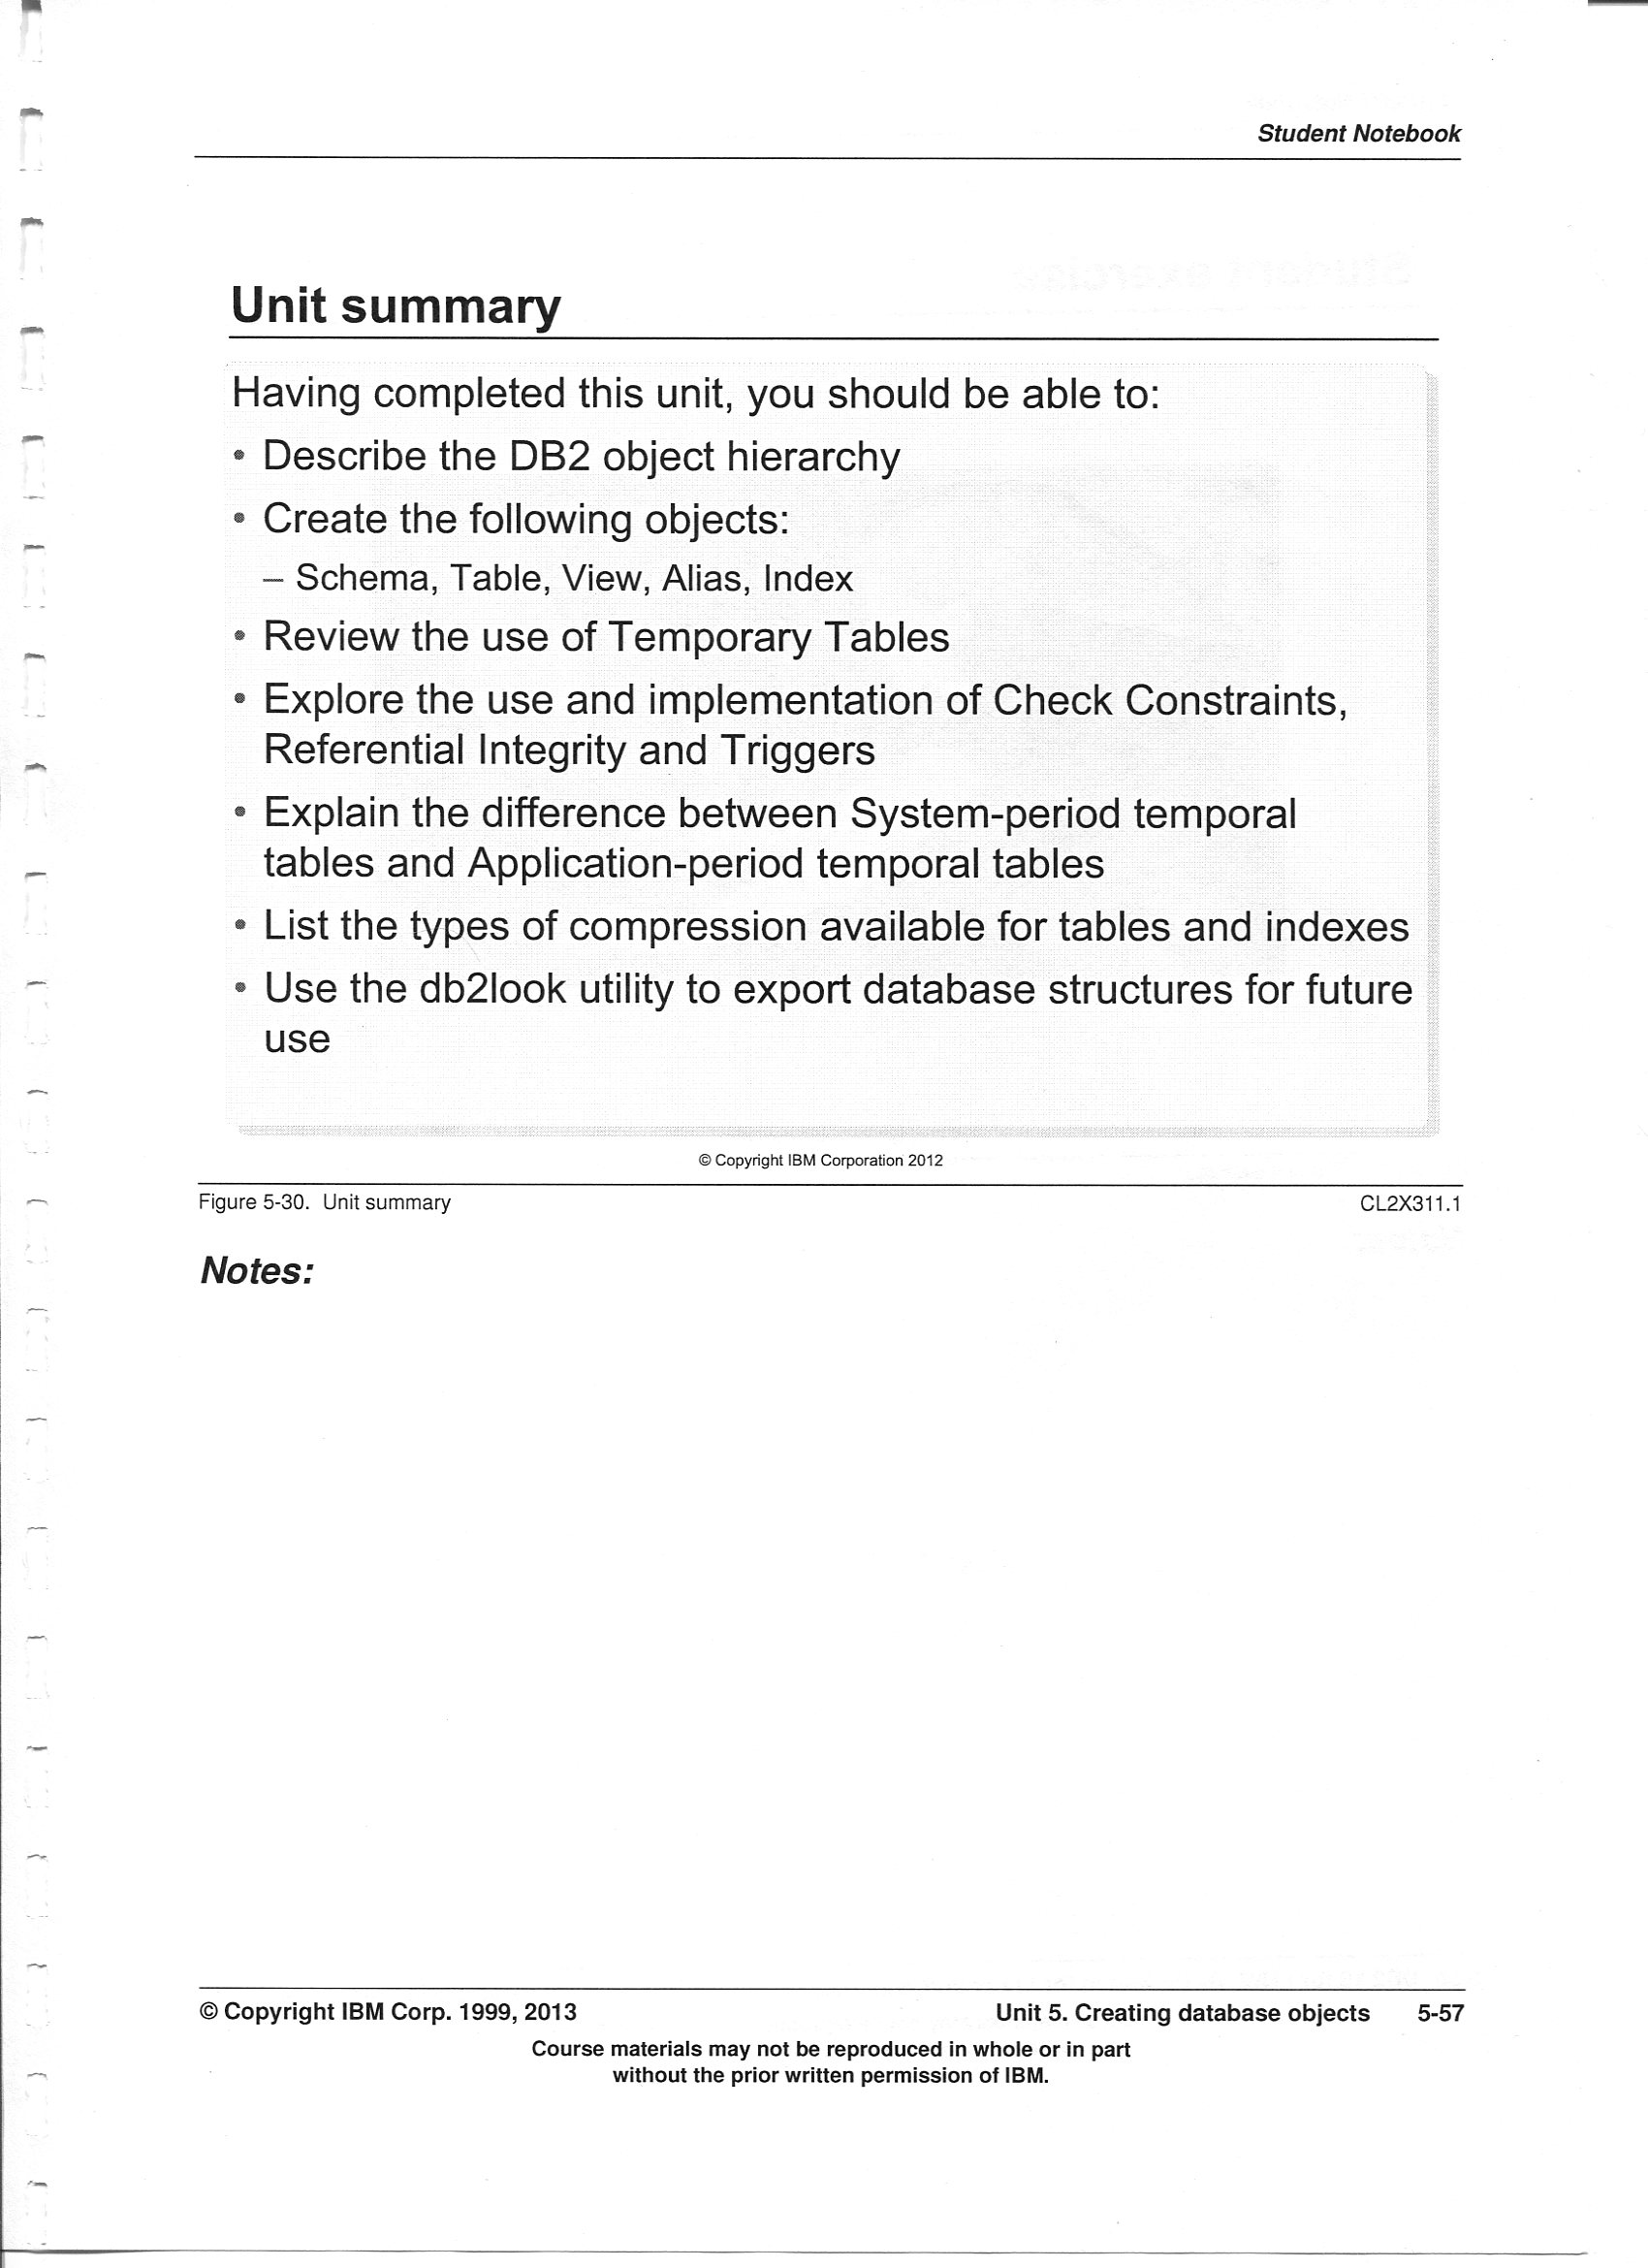 Student Notebook
Unit summary
Having completed this unit, you should be able to:
• Describe the DB2 object hierarchy
• Create the following objects:
– Schema, Table, View, Alias, Index
• Review the use of Temporary Tables
• Explore the use and implementation of Check Constraints,
Referential Integrity and Triggers
• Explain the difference between System-period temporal
tables and Application-period temporal tables
• List the types of compression available for tables and indexes
• Use the db2look utility to export database structures for future
use
© Copyright IBM Corporation 2012
Figure 5-30. Unit summary CL2X311.1
Notes:
© Copyright IBM Corp. 1999, 2013 Unit 5. Creating database objects 5-57
Course materials may not be reproduced in whole or in part
without the prior written permission of IBM.